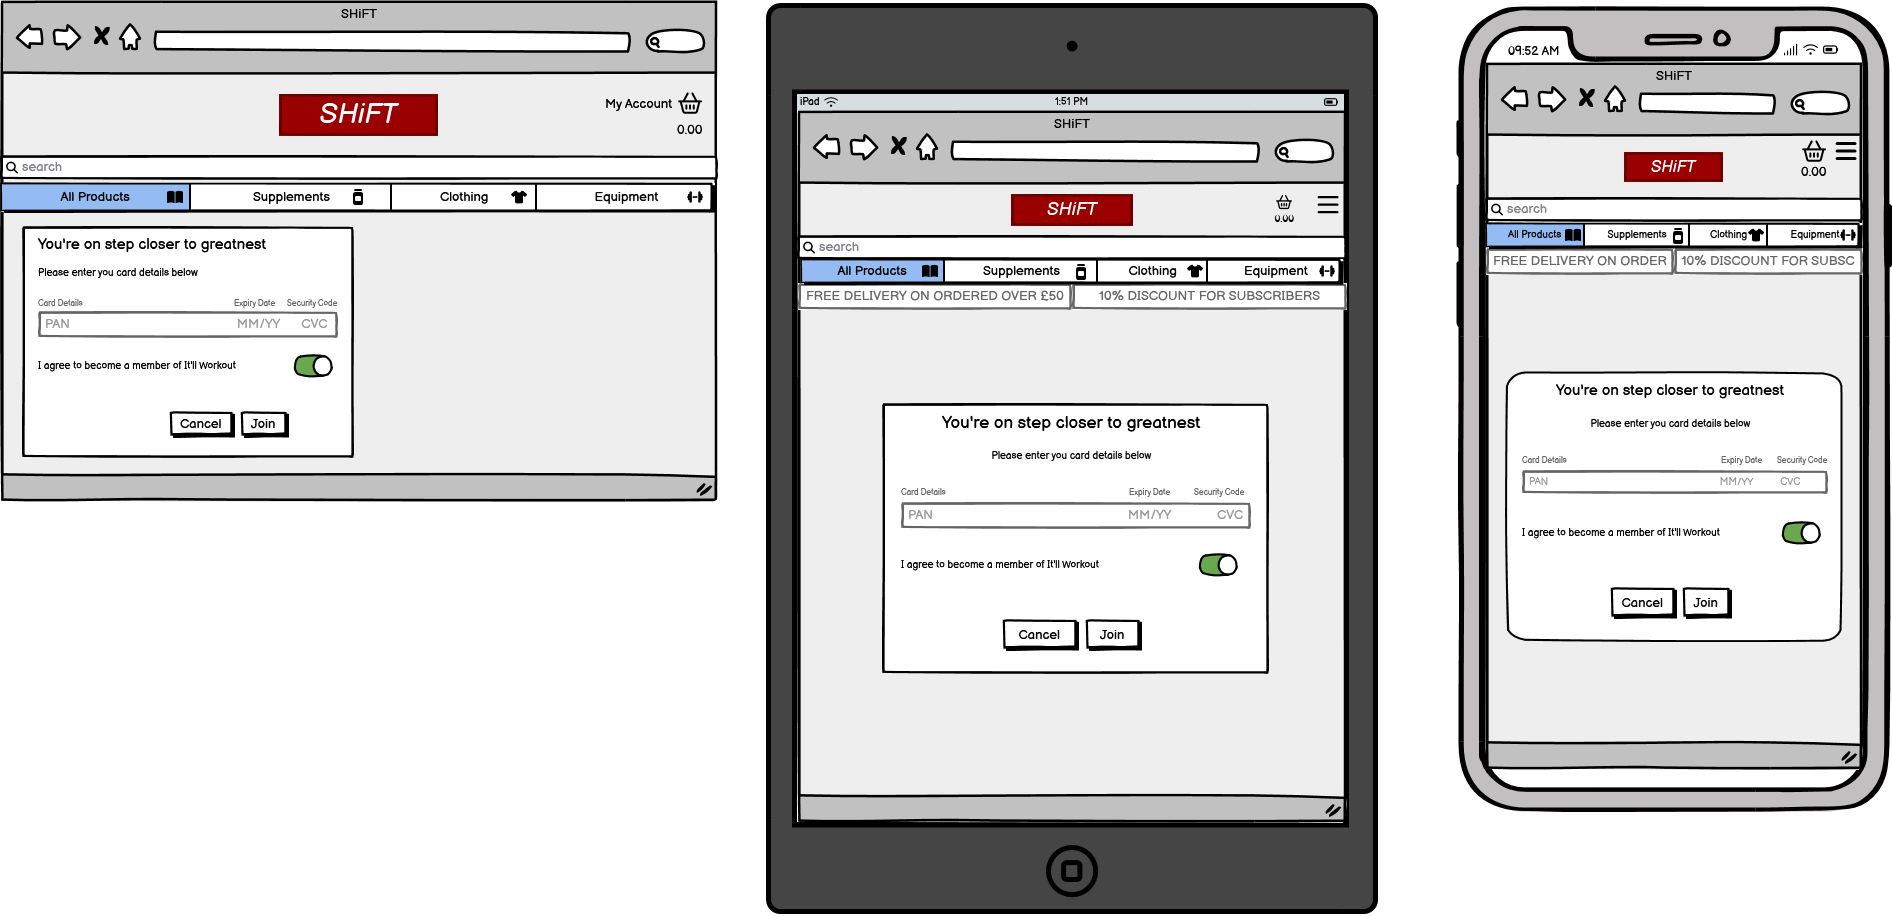 SHiFT
SHiFT
My Account
0.00
search
All Products
Supplements
Clothing
Equipment
You're on step closer to greatnest
Please enter you card details below
Card Details Expiry Date Security Code
PAN MM/YY CVC
I agree to become a member of It'll Workout
Cancel Join
iPad 1:51 PM
SHiFT
SHiFT
0.00
search
All Products
Supplements
Clothing
Equipment
FREE DELIVERY ON ORDERED OVER £50
10% DISCOUNT FOR SUBSCRIBERS
You're on step closer to greatnest
Please enter you card details below
Card Details Expiry Date Security Code
PAN MM/YY CVC
I agree to become a member of It'll Workout
Cancel Join
09:52 AM
SHiFT
SHiFT
0.00
search
All Products
Supplements
Clothing
Equipment
FREE DELIVERY ON ORDER
10% DISCOUNT FOR SUBSC
You're on step closer to greatnest
Please enter you card details below
Card Details Expiry Date Security Code
PAN MM/YY CVC
I agree to become a member of It'll Workout
Cancel Join